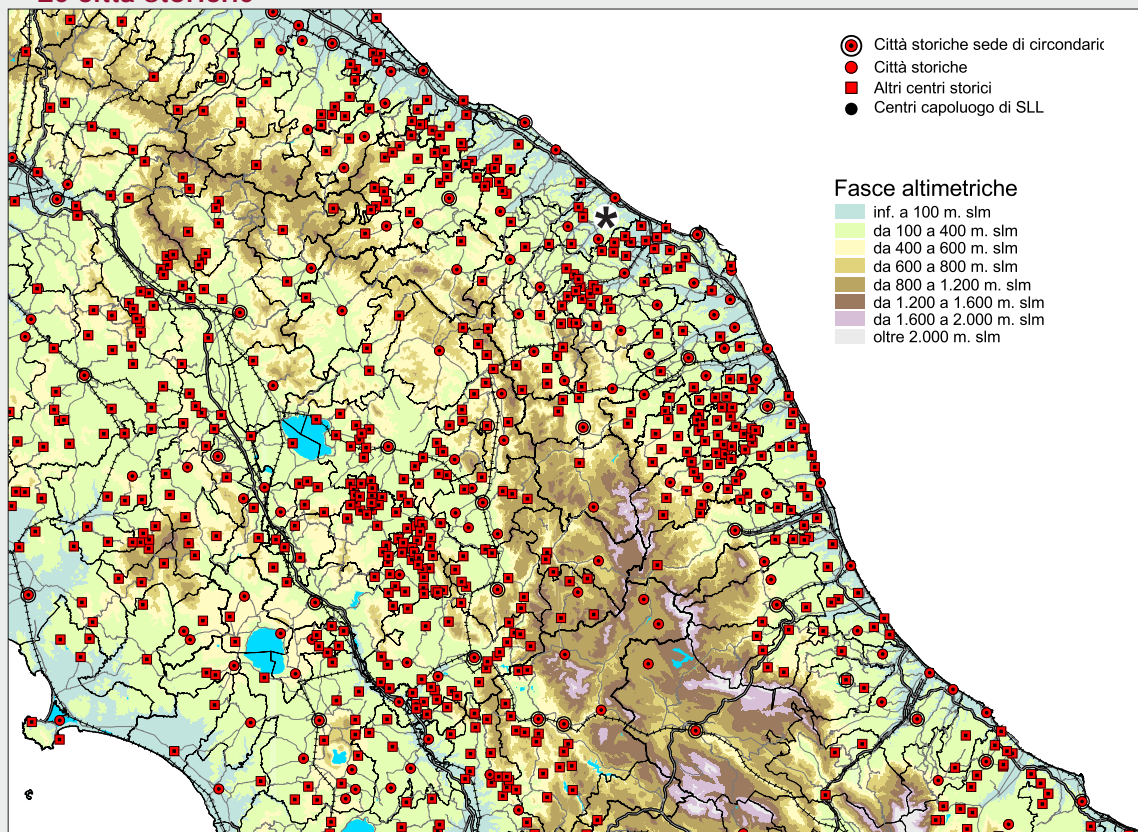 Città storiche sede di circondario
Città storiche
Altri centri storici
Centri capoluogo di SLL
Fasce altimetriche
inf. a 100 m. slm
da 100 a 400 m. slm
da 400 a 600 m. slm
da 600 a 800 m. slm
da 800 a 1.200 m. slm
da 1.200 a 1.600 m. slm
da 1.600 a 2.000 m. slm
oltre 2.000 m. slm
*